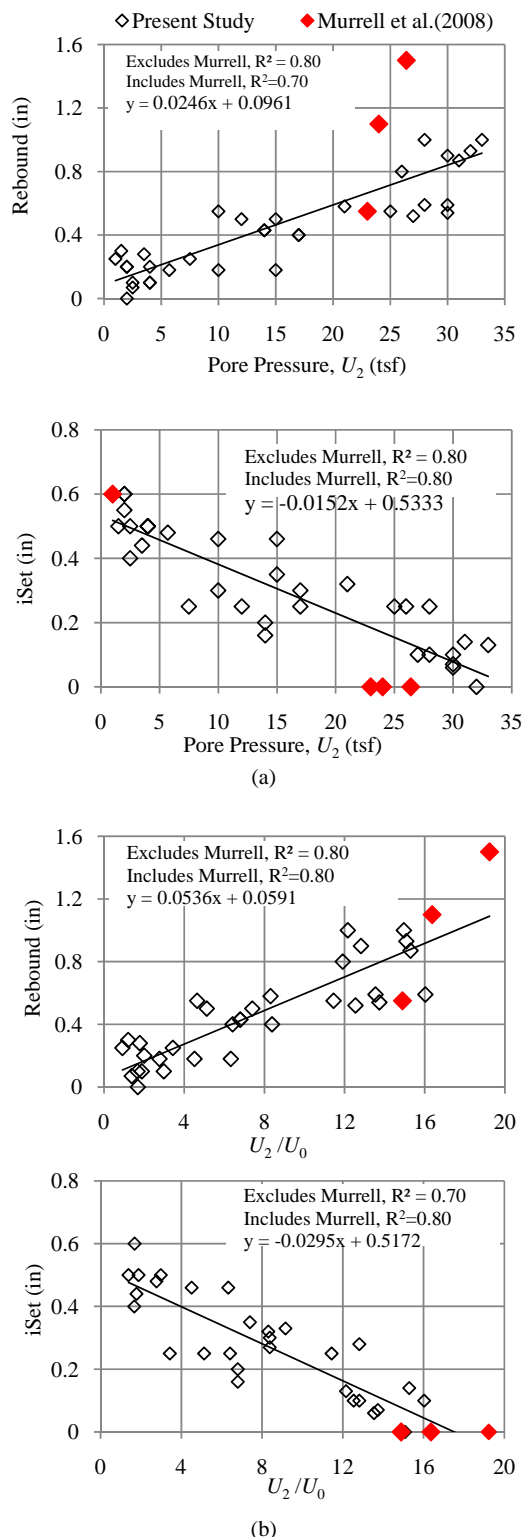 Present Study Murrell et al.(2008)
Excludes Murrell, R² = 0.80
Includes Murrell, R²=0.70
y = 0.0246x + 0.0961
Rebound (in)
1.6
1.2
0.8
0.4
0
0 5 10 15 20 25 30 35
Pore Pressure, U₂ (tsf)
Excludes Murrell, R² = 0.80
Includes Murrell, R²=0.80
y = -0.0152x + 0.5333
iSet (in)
0.8
0.6
0.4
0.2
0
0 5 10 15 20 25 30 35
Pore Pressure, U₂ (tsf)
(a)
Excludes Murrell, R² = 0.80
Includes Murrell, R²=0.80
y = 0.0536x + 0.0591
Rebound (in)
1.6
1.2
0.8
0.4
0
0 4 8 12 16 20
U₂ /U₀
Excludes Murrell, R² = 0.70
Includes Murrell, R²=0.80
y = -0.0295x + 0.5172
iSet (in)
0.8
0.6
0.4
0.2
0
0 4 8 12 16 20
U₂ /U₀
(b)